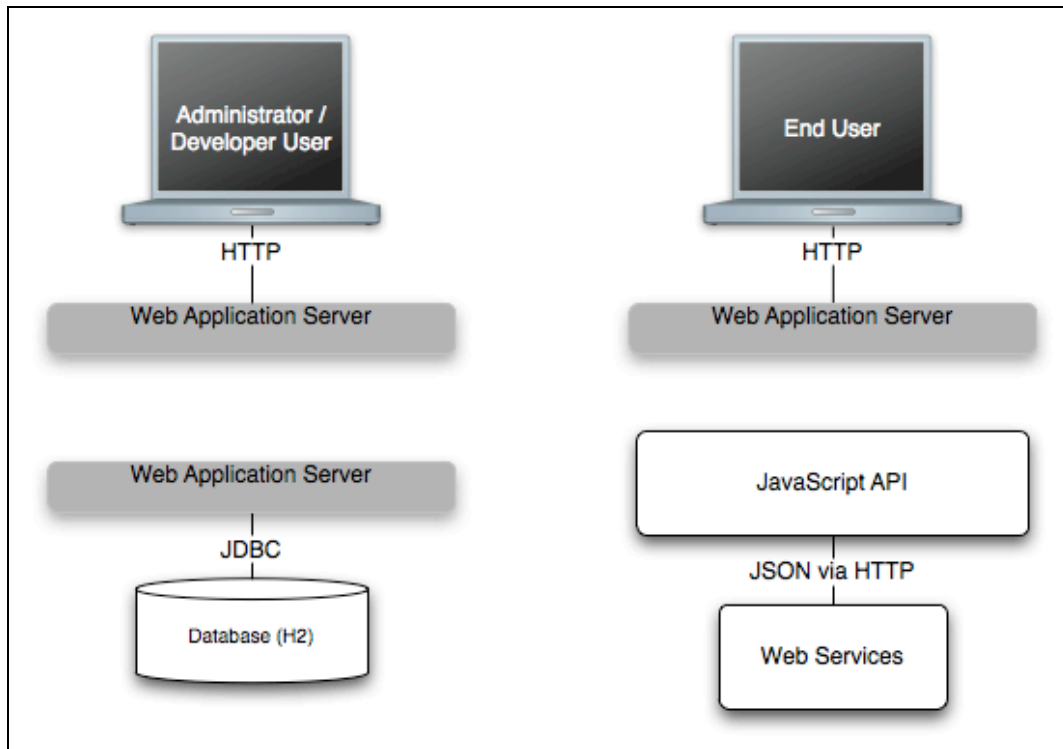 Administrator /
Developer User
HTTP
Web Application Server
Web Application Server
JDBC
Database (H2)
End User
HTTP
Web Application Server
JavaScript API
JSON via HTTP
Web Services